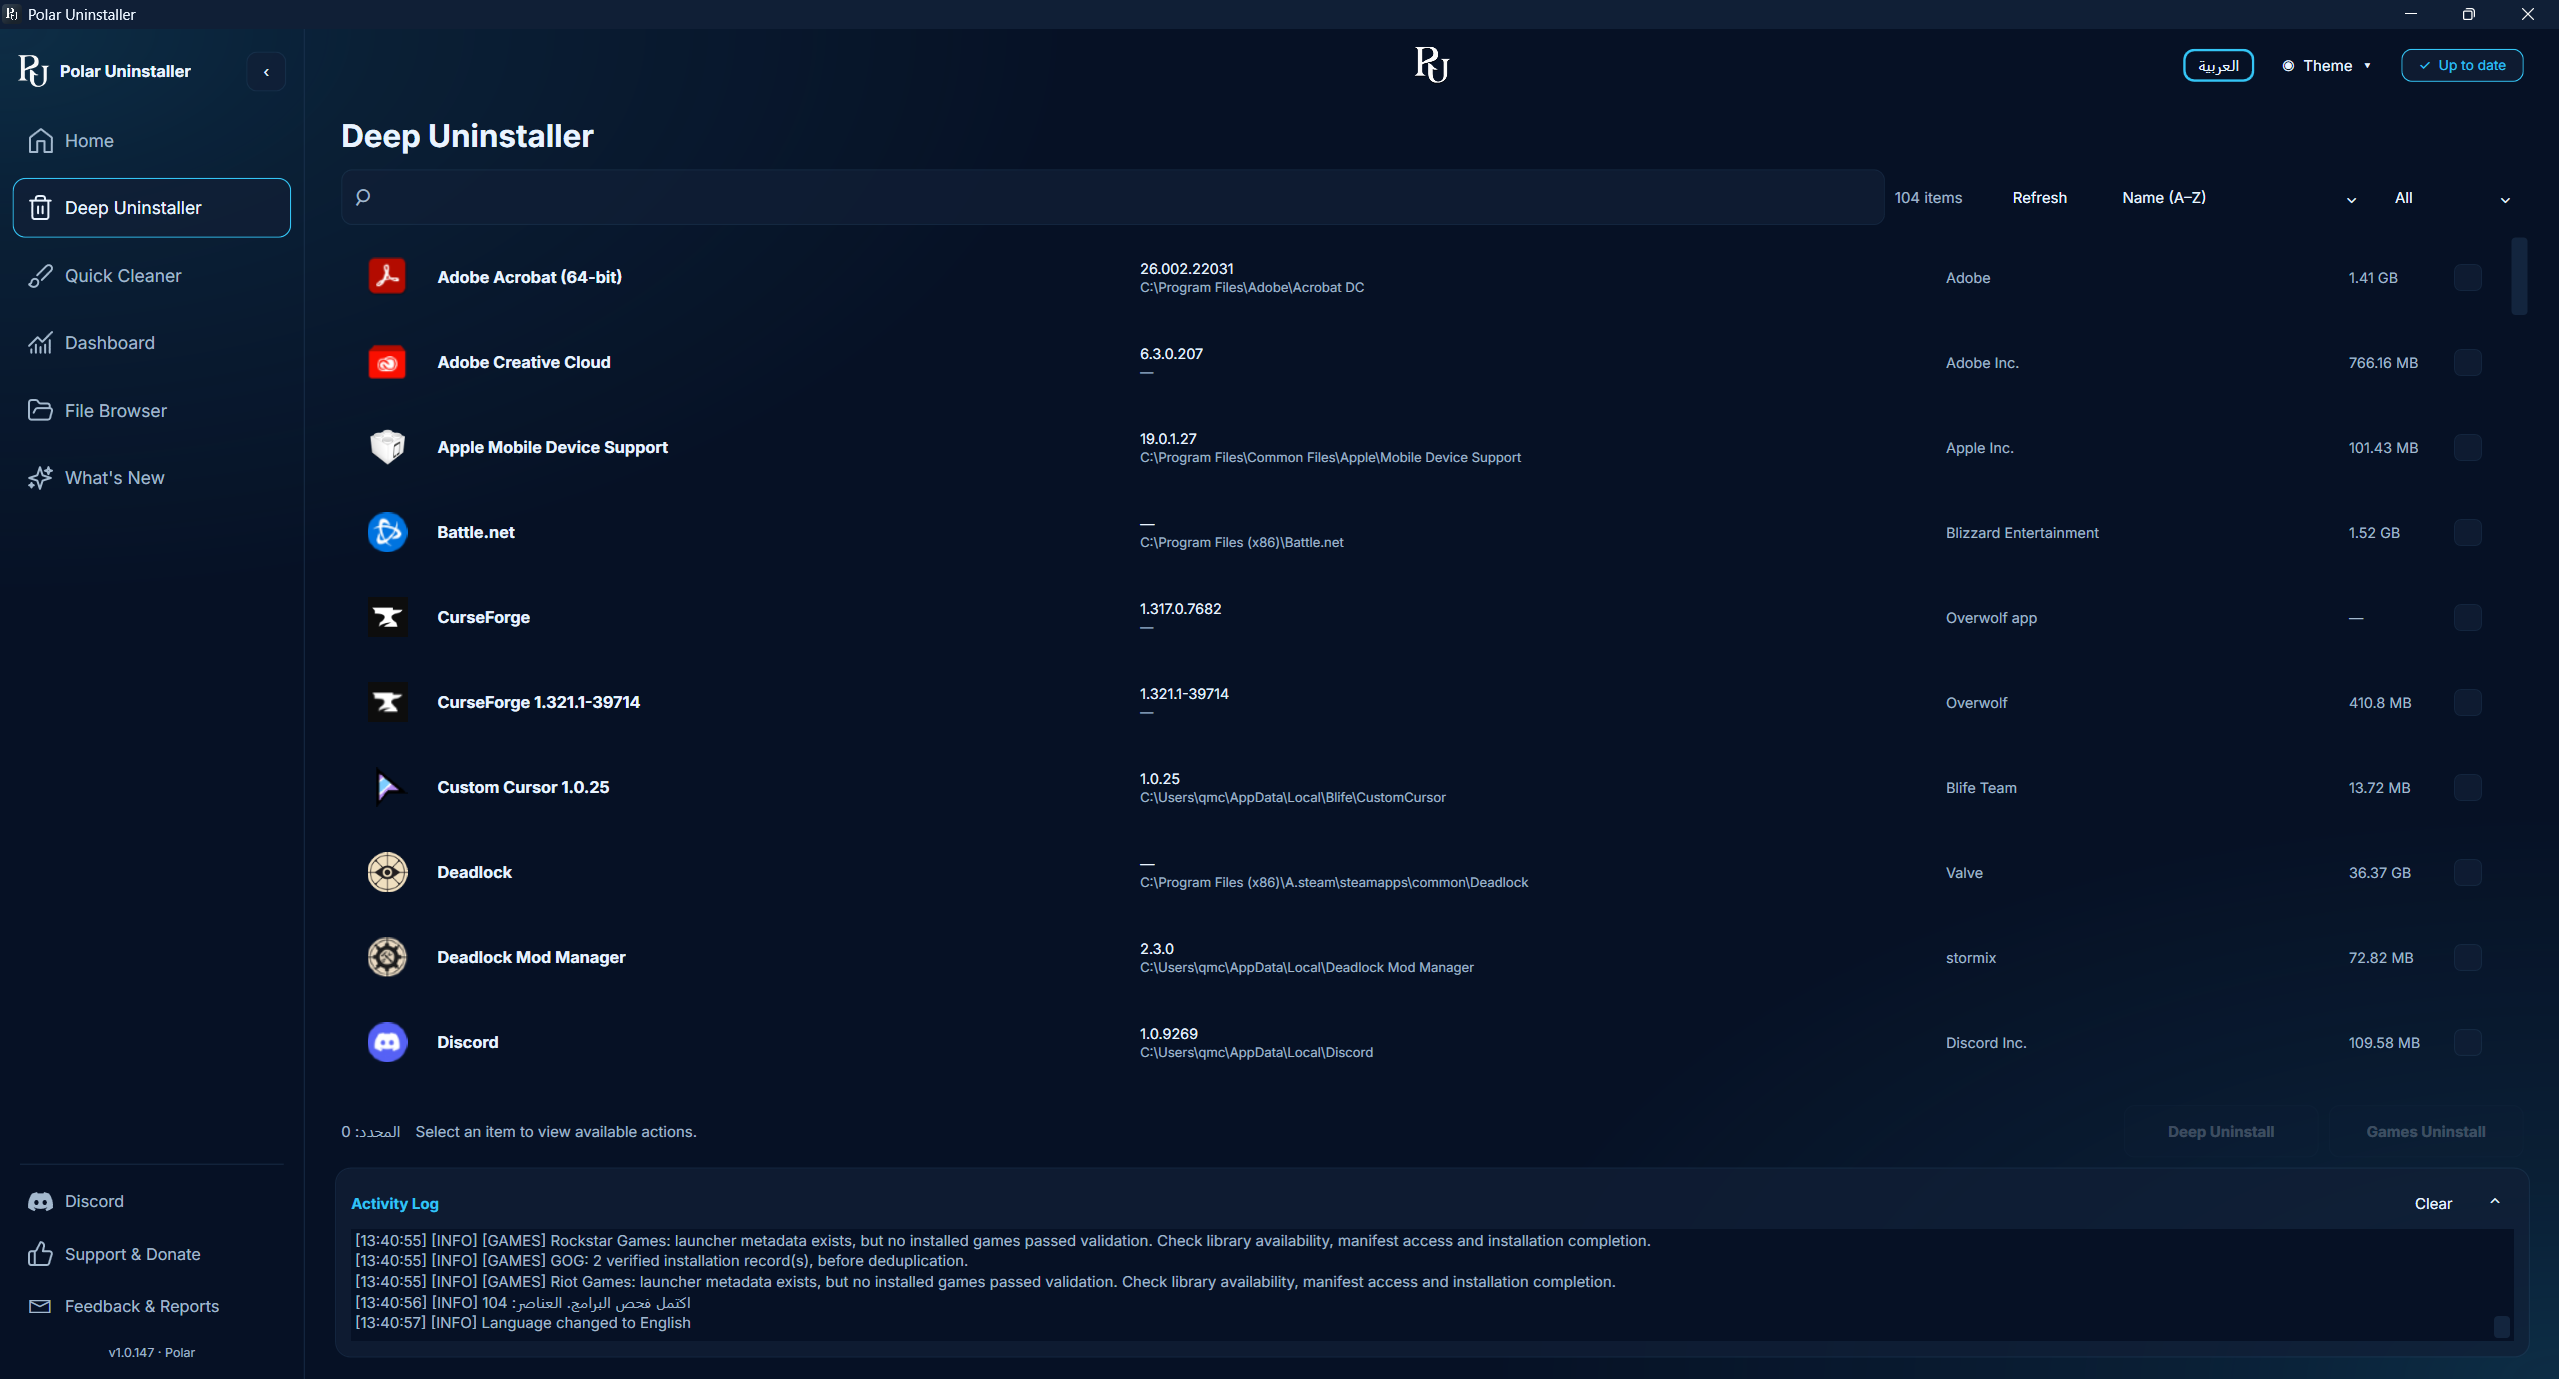 Polar Uninstaller
Polar Uninstaller
العربية
Theme
Up to date
Home
Deep Uninstaller
Quick Cleaner
Dashboard
File Browser
What's New
Deep Uninstaller
104 items
Refresh
Name (A–Z)
All
Adobe Acrobat (64-bit)
26.002.22031
C:\Program Files\Adobe\Acrobat DC
Adobe
1.41 GB
Adobe Creative Cloud
6.3.0.207
—
Adobe Inc.
766.16 MB
Apple Mobile Device Support
19.0.1.27
C:\Program Files\Common Files\Apple\Mobile Device Support
Apple Inc.
101.43 MB
Battle.net
—
C:\Program Files (x86)\Battle.net
Blizzard Entertainment
1.52 GB
CurseForge
1.317.0.7682
—
Overwolf app
—
CurseForge 1.321.1-39714
1.321.1-39714
—
Overwolf
410.8 MB
Custom Cursor 1.0.25
1.0.25
C:\Users\qmc\AppData\Local\Blife\CustomCursor
Blife Team
13.72 MB
Deadlock
—
C:\Program Files (x86)\A.steam\steamapps\common\Deadlock
Valve
36.37 GB
Deadlock Mod Manager
2.3.0
C:\Users\qmc\AppData\Local\Deadlock Mod Manager
stormix
72.82 MB
Discord
1.0.9269
C:\Users\qmc\AppData\Local\Discord
Discord Inc.
109.58 MB
المحدد: 0
Select an item to view available actions.
Deep Uninstall
Games Uninstall
Activity Log
Clear
[13:40:55] [INFO] [GAMES] Rockstar Games: launcher metadata exists, but no installed games passed validation. Check library availability, manifest access and installation completion.
[13:40:55] [INFO] [GAMES] GOG: 2 verified installation record(s), before deduplication.
[13:40:55] [INFO] [GAMES] Riot Games: launcher metadata exists, but no installed games passed validation. Check library availability, manifest access and installation completion.
[13:40:56] [INFO] اكتمل فحص البرامج. العناصر: 104
[13:40:57] [INFO] Language changed to English
Discord
Support & Donate
Feedback & Reports
v1.0.147 · Polar